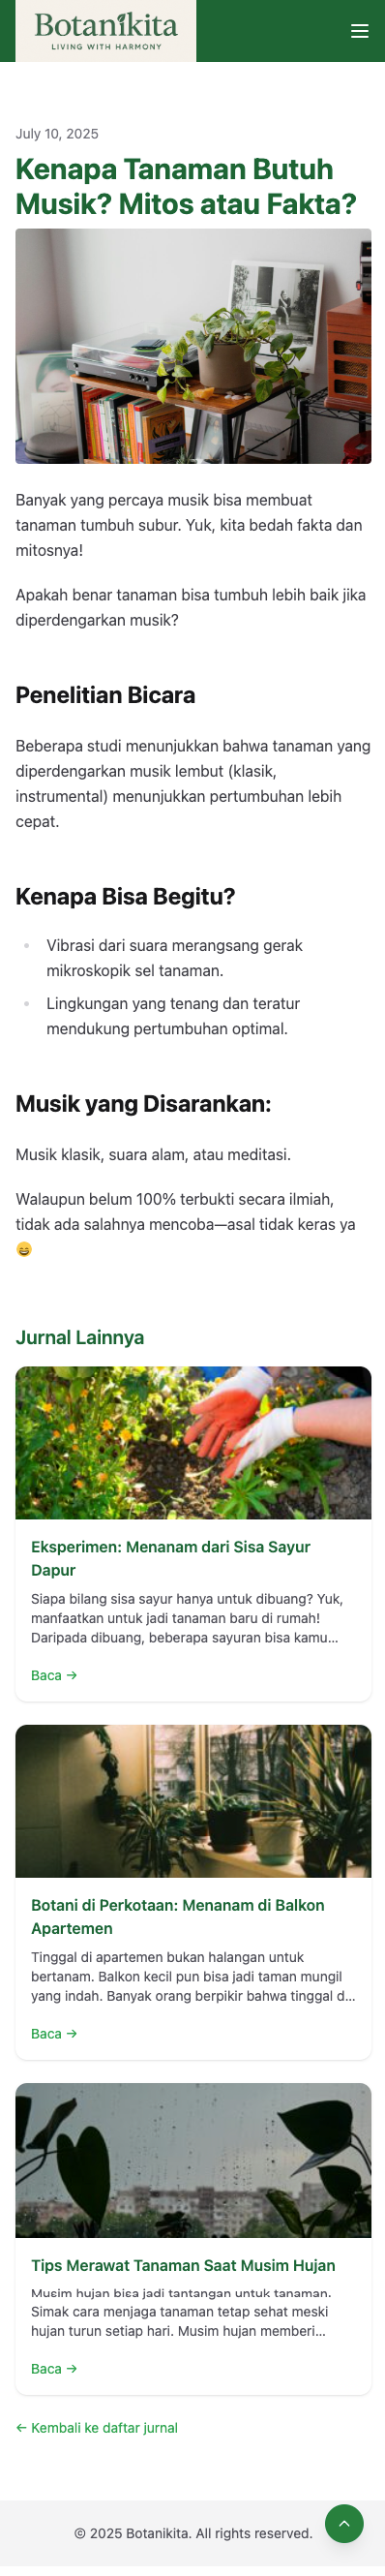 Botanikita
LIVING WITH HARMONY
July 10, 2025
Kenapa Tanaman Butuh
Musik? Mitos atau Fakta?
Banyak yang percaya musik bisa membuat
tanaman tumbuh subur. Yuk, kita bedah fakta dan
mitosnya!
Apakah benar tanaman bisa tumbuh lebih baik jika
diperdengarkan musik?
Penelitian Bicara
Beberapa studi menunjukkan bahwa tanaman yang
diperdengarkan musik lembut (klasik,
instrumental) menunjukkan pertumbuhan lebih
cepat.
Kenapa Bisa Begitu?
Vibrasi dari suara merangsang gerak
mikroskopik sel tanaman.
Lingkungan yang tenang dan teratur
mendukung pertumbuhan optimal.
Musik yang Disarankan:
Musik klasik, suara alam, atau meditasi.
Walaupun belum 100% terbukti secara ilmiah,
tidak ada salahnya mencoba—asal tidak keras ya
😄
Jurnal Lainnya
Eksperimen: Menanam dari Sisa Sayur
Dapur
Siapa bilang sisa sayur hanya untuk dibuang? Yuk,
manfaatkan untuk jadi tanaman baru di rumah!
Daripada dibuang, beberapa sayuran bisa kamu…
Baca →
Botani di Perkotaan: Menanam di Balkon
Apartemen
Tinggal di apartemen bukan halangan untuk
bertanam. Balkon kecil pun bisa jadi taman mungil
yang indah. Banyak orang berpikir bahwa tinggal d…
Baca →
Tips Merawat Tanaman Saat Musim Hujan
Musim hujan bisa jadi tantangan untuk tanaman.
Simak cara menjaga tanaman tetap sehat meski
hujan turun setiap hari. Musim hujan memberi…
Baca →
← Kembali ke daftar jurnal
© 2025 Botanikita. All rights reserved.